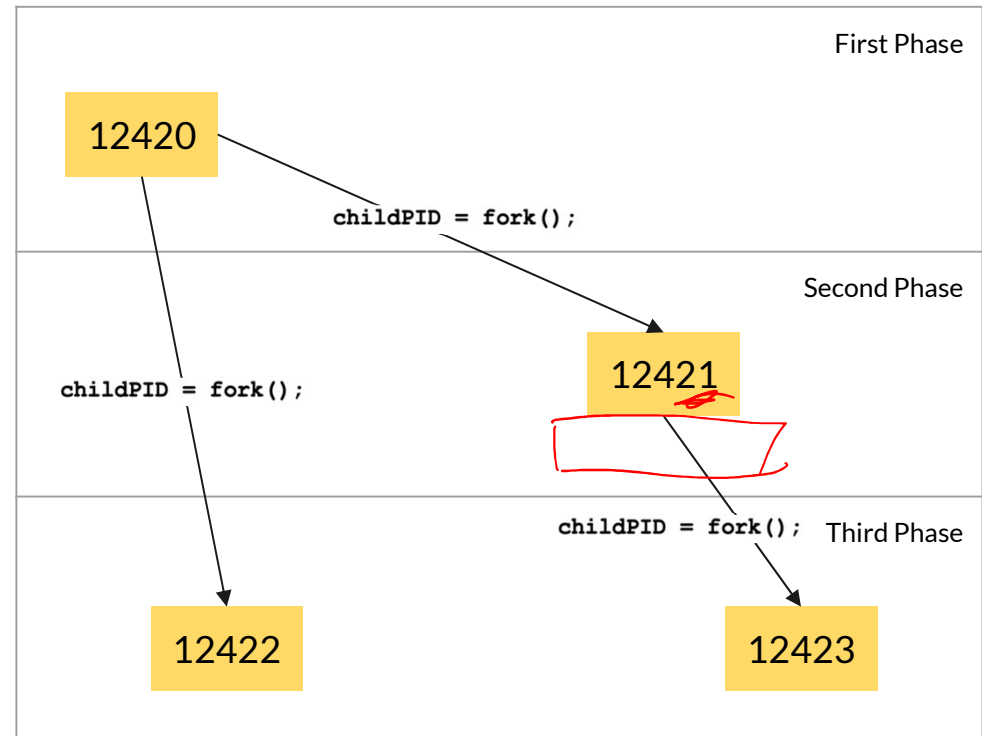 First Phase
12420
childPID = fork();
Second Phase
12421
childPID = fork();
childPID = fork();
Third Phase
12422
12423